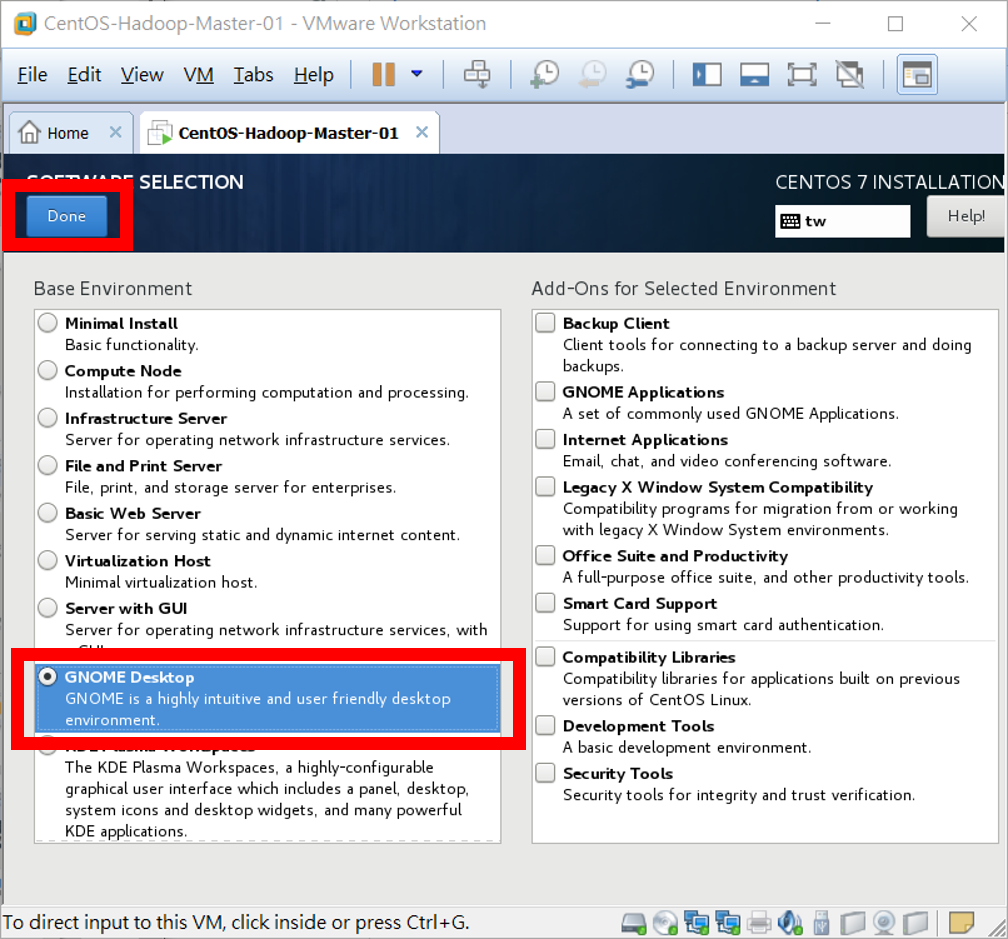 CentOS-Hadoop-Master-01 - VMware Workstation
File Edit View VM Tabs Help
Home CentOS-Hadoop-Master-01
SOFTWARE SELECTION
Done
CENTOS 7 INSTALLATION
tw
Help!
Base Environment
Minimal Install
Basic functionality.
Compute Node
Installation for performing computation and processing.
Infrastructure Server
Server for operating network infrastructure services.
File and Print Server
File, print, and storage server for enterprises.
Basic Web Server
Server for serving static and dynamic internet content.
Virtualization Host
Minimal virtualization host.
Server with GUI
Server for operating network infrastructure services, with
GUI
GNOME Desktop
GNOME is a highly intuitive and user friendly desktop
environment.
KDE Plasma Workspaces
The KDE Plasma Workspaces, a highly-configurable
graphical user interface which includes a panel, desktop,
system icons and desktop widgets, and many powerful
KDE applications.
Add-Ons for Selected Environment
Backup Client
Client tools for connecting to a backup server and doing
backups.
GNOME Applications
A set of commonly used GNOME Applications.
Internet Applications
Email, chat, and video conferencing software.
Legacy X Window System Compatibility
Compatibility programs for migration from or working
with legacy X Window System environments.
Office Suite and Productivity
A full-purpose office suite, and other productivity tools.
Smart Card Support
Support for using smart card authentication.
Compatibility Libraries
Compatibility libraries for applications built on previous
versions of CentOS Linux.
Development Tools
A basic development environment.
Security Tools
Security tools for integrity and trust verification.
To direct input to this VM, click inside or press Ctrl+G.